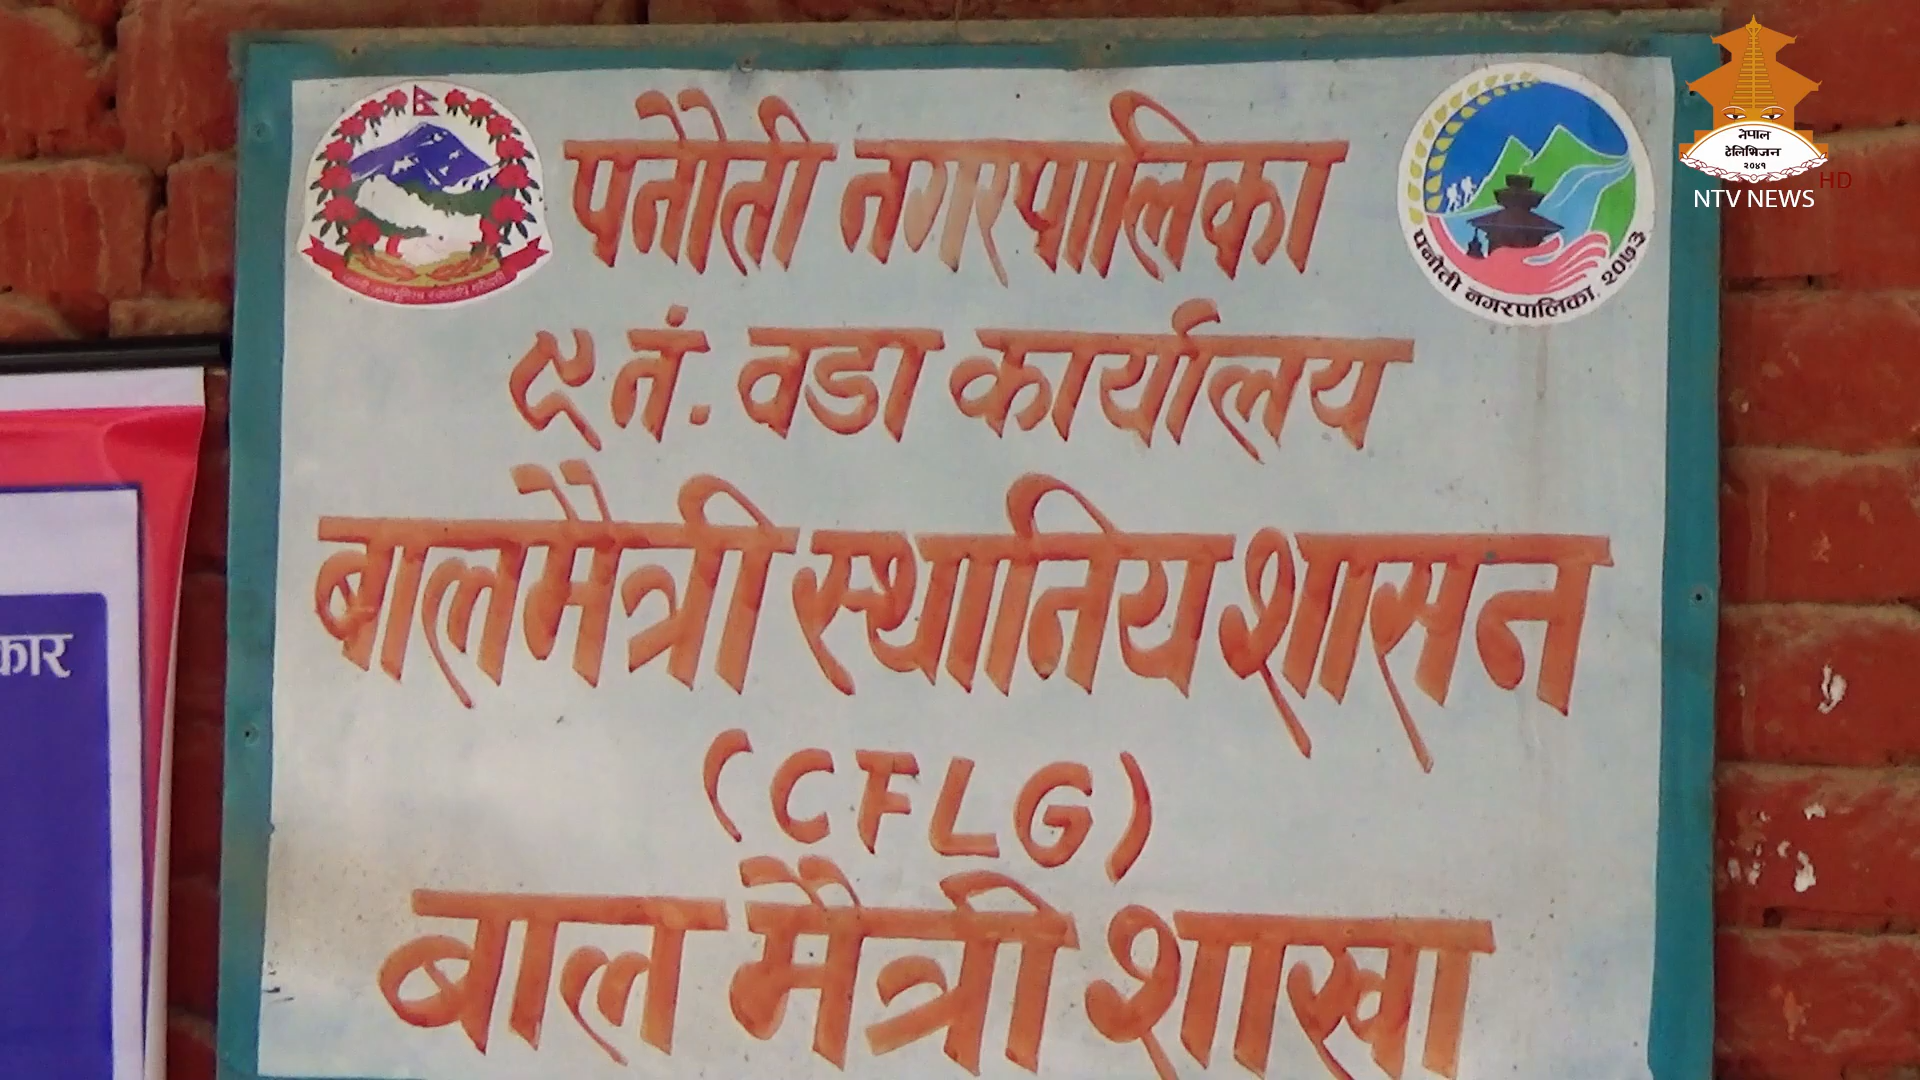 पनौती नगरपालिका
९ नं. वडा कार्यालय
बालमैत्री स्थानिय शासन
(CFLG)
बाल मैत्री शाखा
पनौती नगरपालिका, २०७३
नेपाल
टेलिभिजन
२०४१
NTV NEWS HD
कार